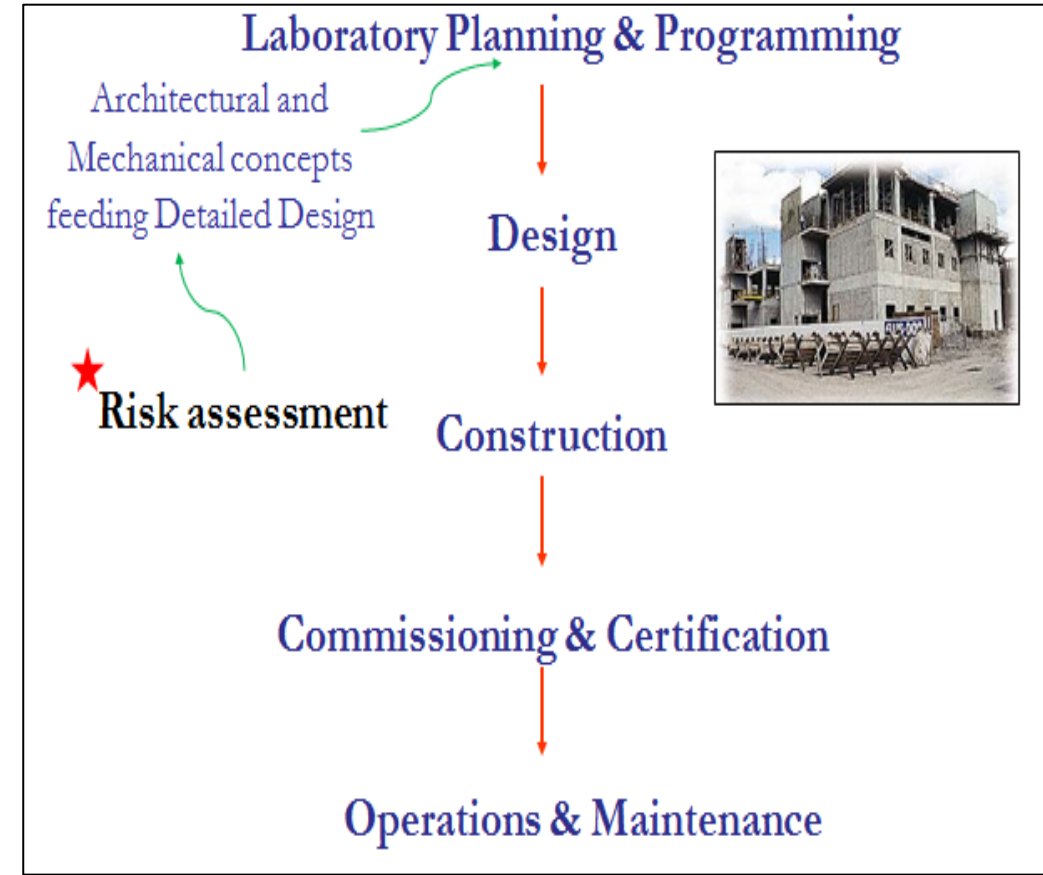 Laboratory Planning & Programming
Architectural and
Mechanical concepts
feeding Detailed Design
Design
Risk assessment
Construction
Commissioning & Certification
Operations & Maintenance